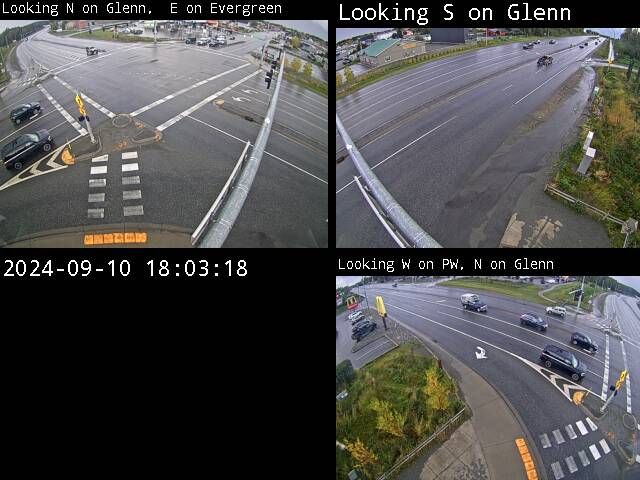 Looking N on Glenn,  E on Evergreen
Looking S on Glenn
2024-09-10 18:03:18
Looking W on PW, N on Glenn